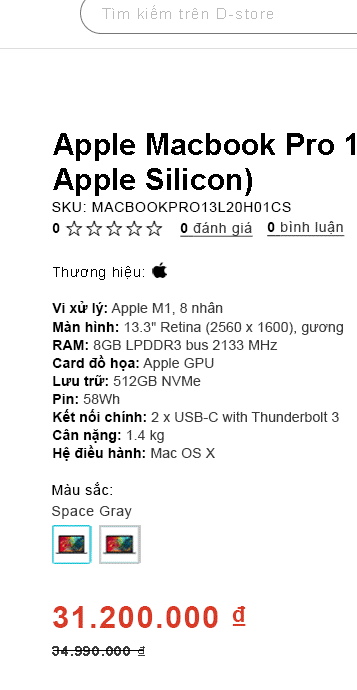 Tìm kiếm trên D-store
Apple Macbook Pro 1
Apple Silicon)
SKU: MACBOOKPRO13L20H01CS
0 0 đánh giá 0 bình luận
Thương hiệu:
Vi xử lý: Apple M1, 8 nhân
Màn hình: 13.3" Retina (2560 x 1600), gương
RAM: 8GB LPDDR3 bus 2133 MHz
Card đồ họa: Apple GPU
Lưu trữ: 512GB NVMe
Pin: 58Wh
Kết nối chính: 2 x USB-C with Thunderbolt 3
Cân nặng: 1.4 kg
Hệ điều hành: Mac OS X
Màu sắc:
Space Gray
31.200.000 ₫
34.990.000 ₫